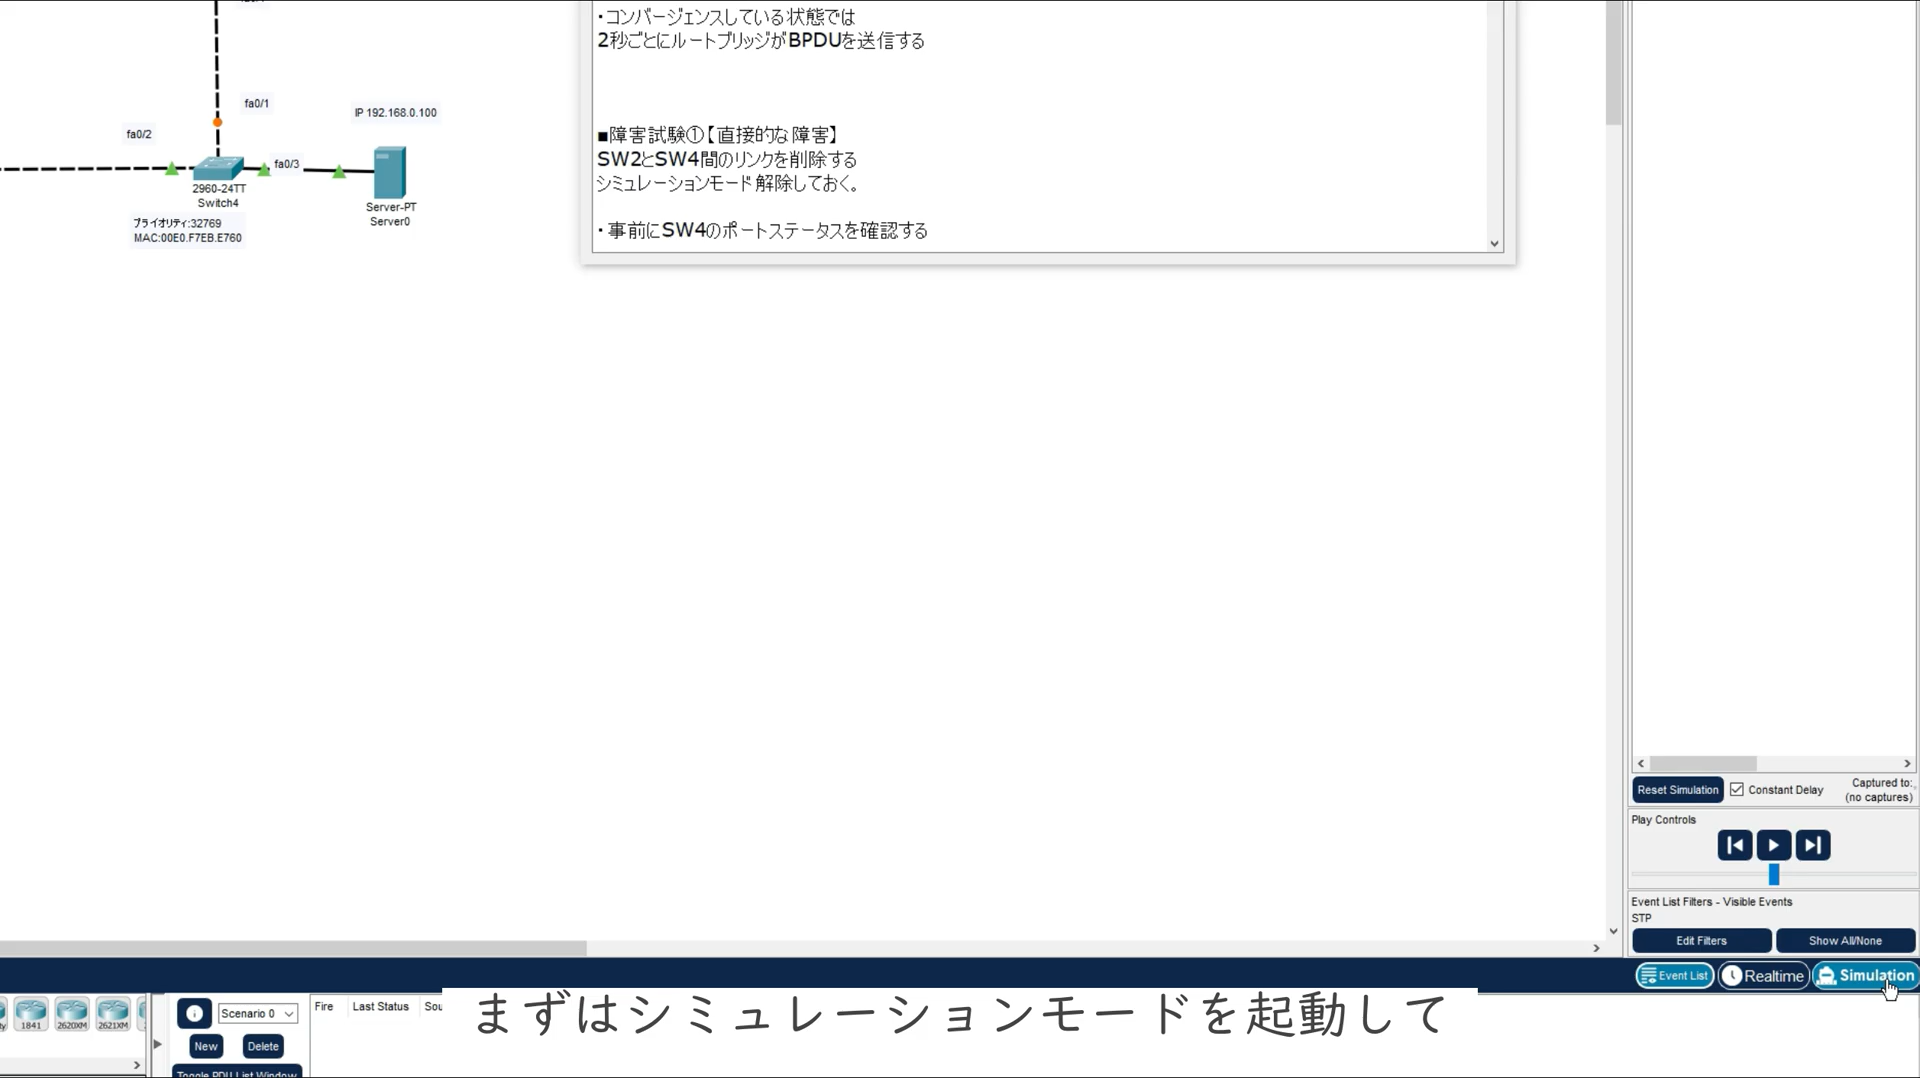 ・コンバージェンスしている状態では
2秒ごとにルートブリッジがBPDUを送信する
fa0/1
IP 192.168.0.100
fa0/2
■障害試験①【直接的な障害】
SW2とSW4間のリンクを削除する
シミュレーションモード解除しておく。
fa0/3
2960-24TT
Switch4
Server-PT
Server0
プライオリティ:32769
MAC:00E0.F7EB.E760
・事前にSW4のポートステータスを確認する
Reset Simulation
Constant Delay
Captured to:
(no captures)
Play Controls
Event List Filters - Visible Events
STP
Edit Filters
Show All/None
Event List
Realtime
Simulation
1841
2620XM
2621XM
Scenario 0
New
Delete
Toggle PDU List Window
Fire
Last Status
Sou
まずはシミュレーションモードを起動して